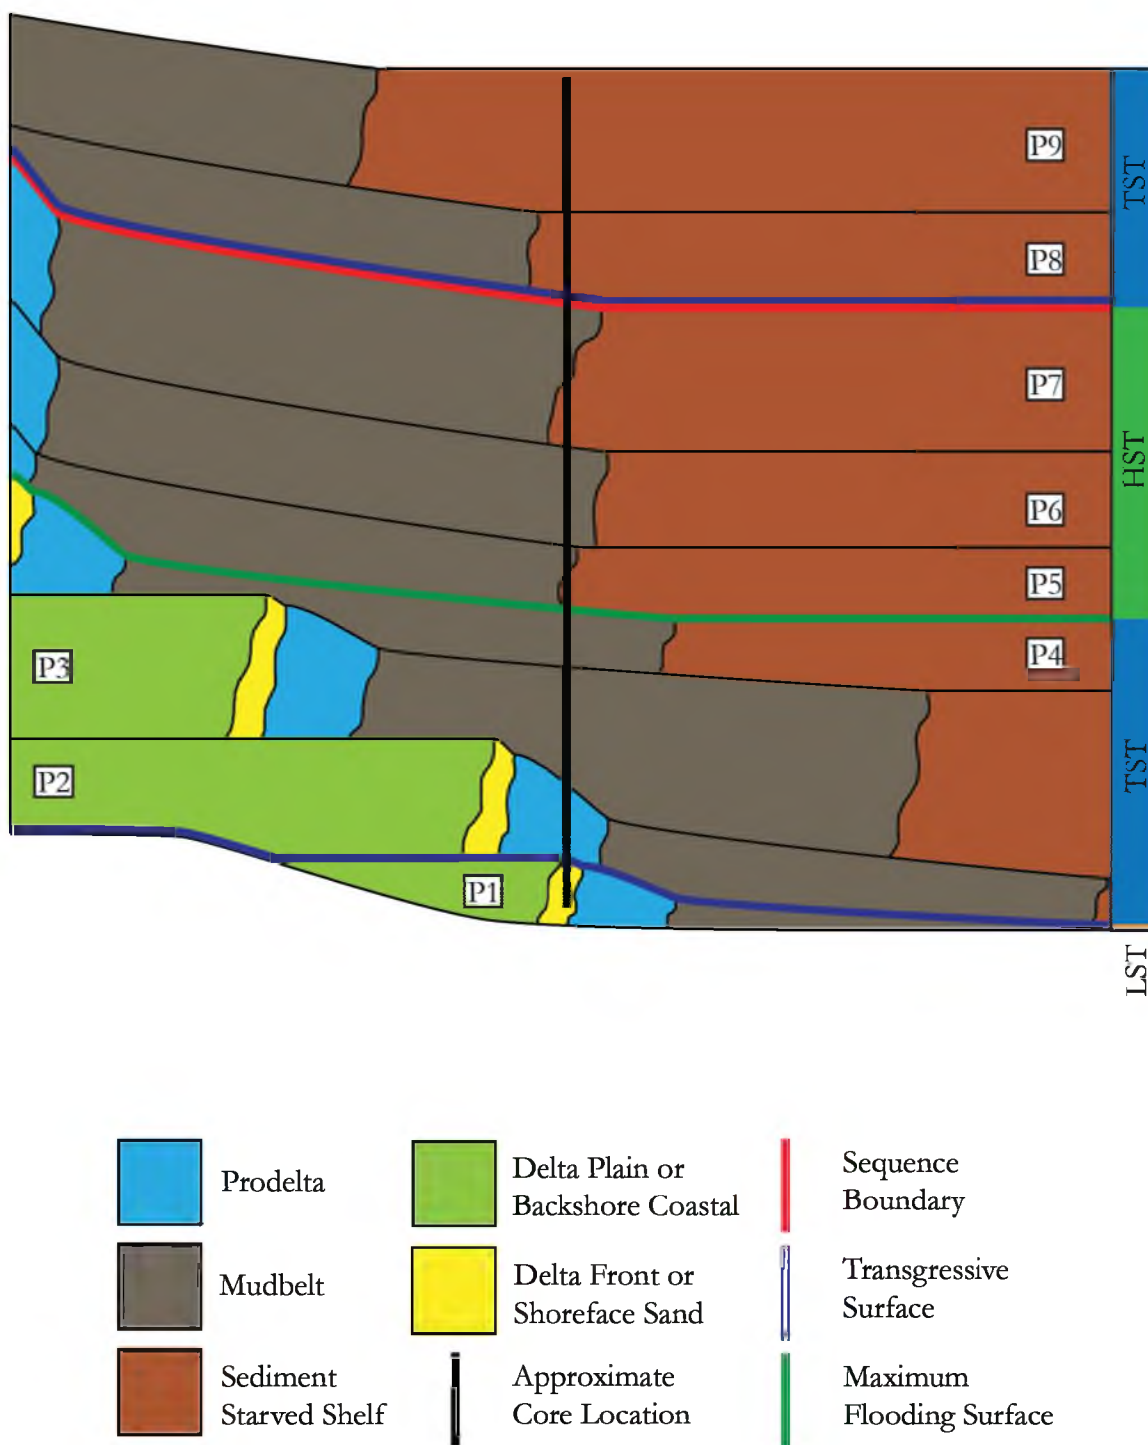 P9
TST
P8
P7
HST
P6
P5
P4
P3
TST
P2
P1
LST
Prodelta
Delta Plain or
Backshore Coastal
Sequence
Boundary
Mudbelt
Delta Front or
Shoreface Sand
Transgressive
Surface
Sediment
Starved Shelf
Approximate
Core Location
Maximum
Flooding Surface